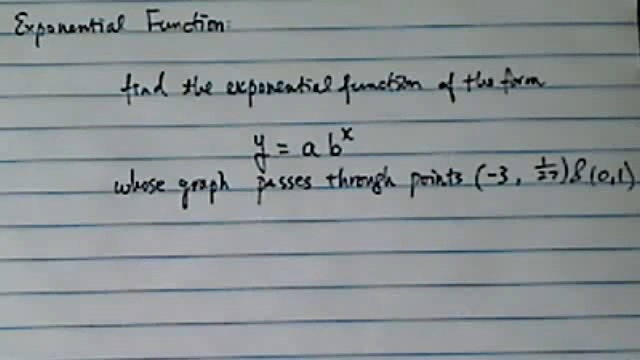 Exponential Function:
find the exponential function of the form
y = a b^x
whose graph passes through points (-3, 1/27) & (0,1)